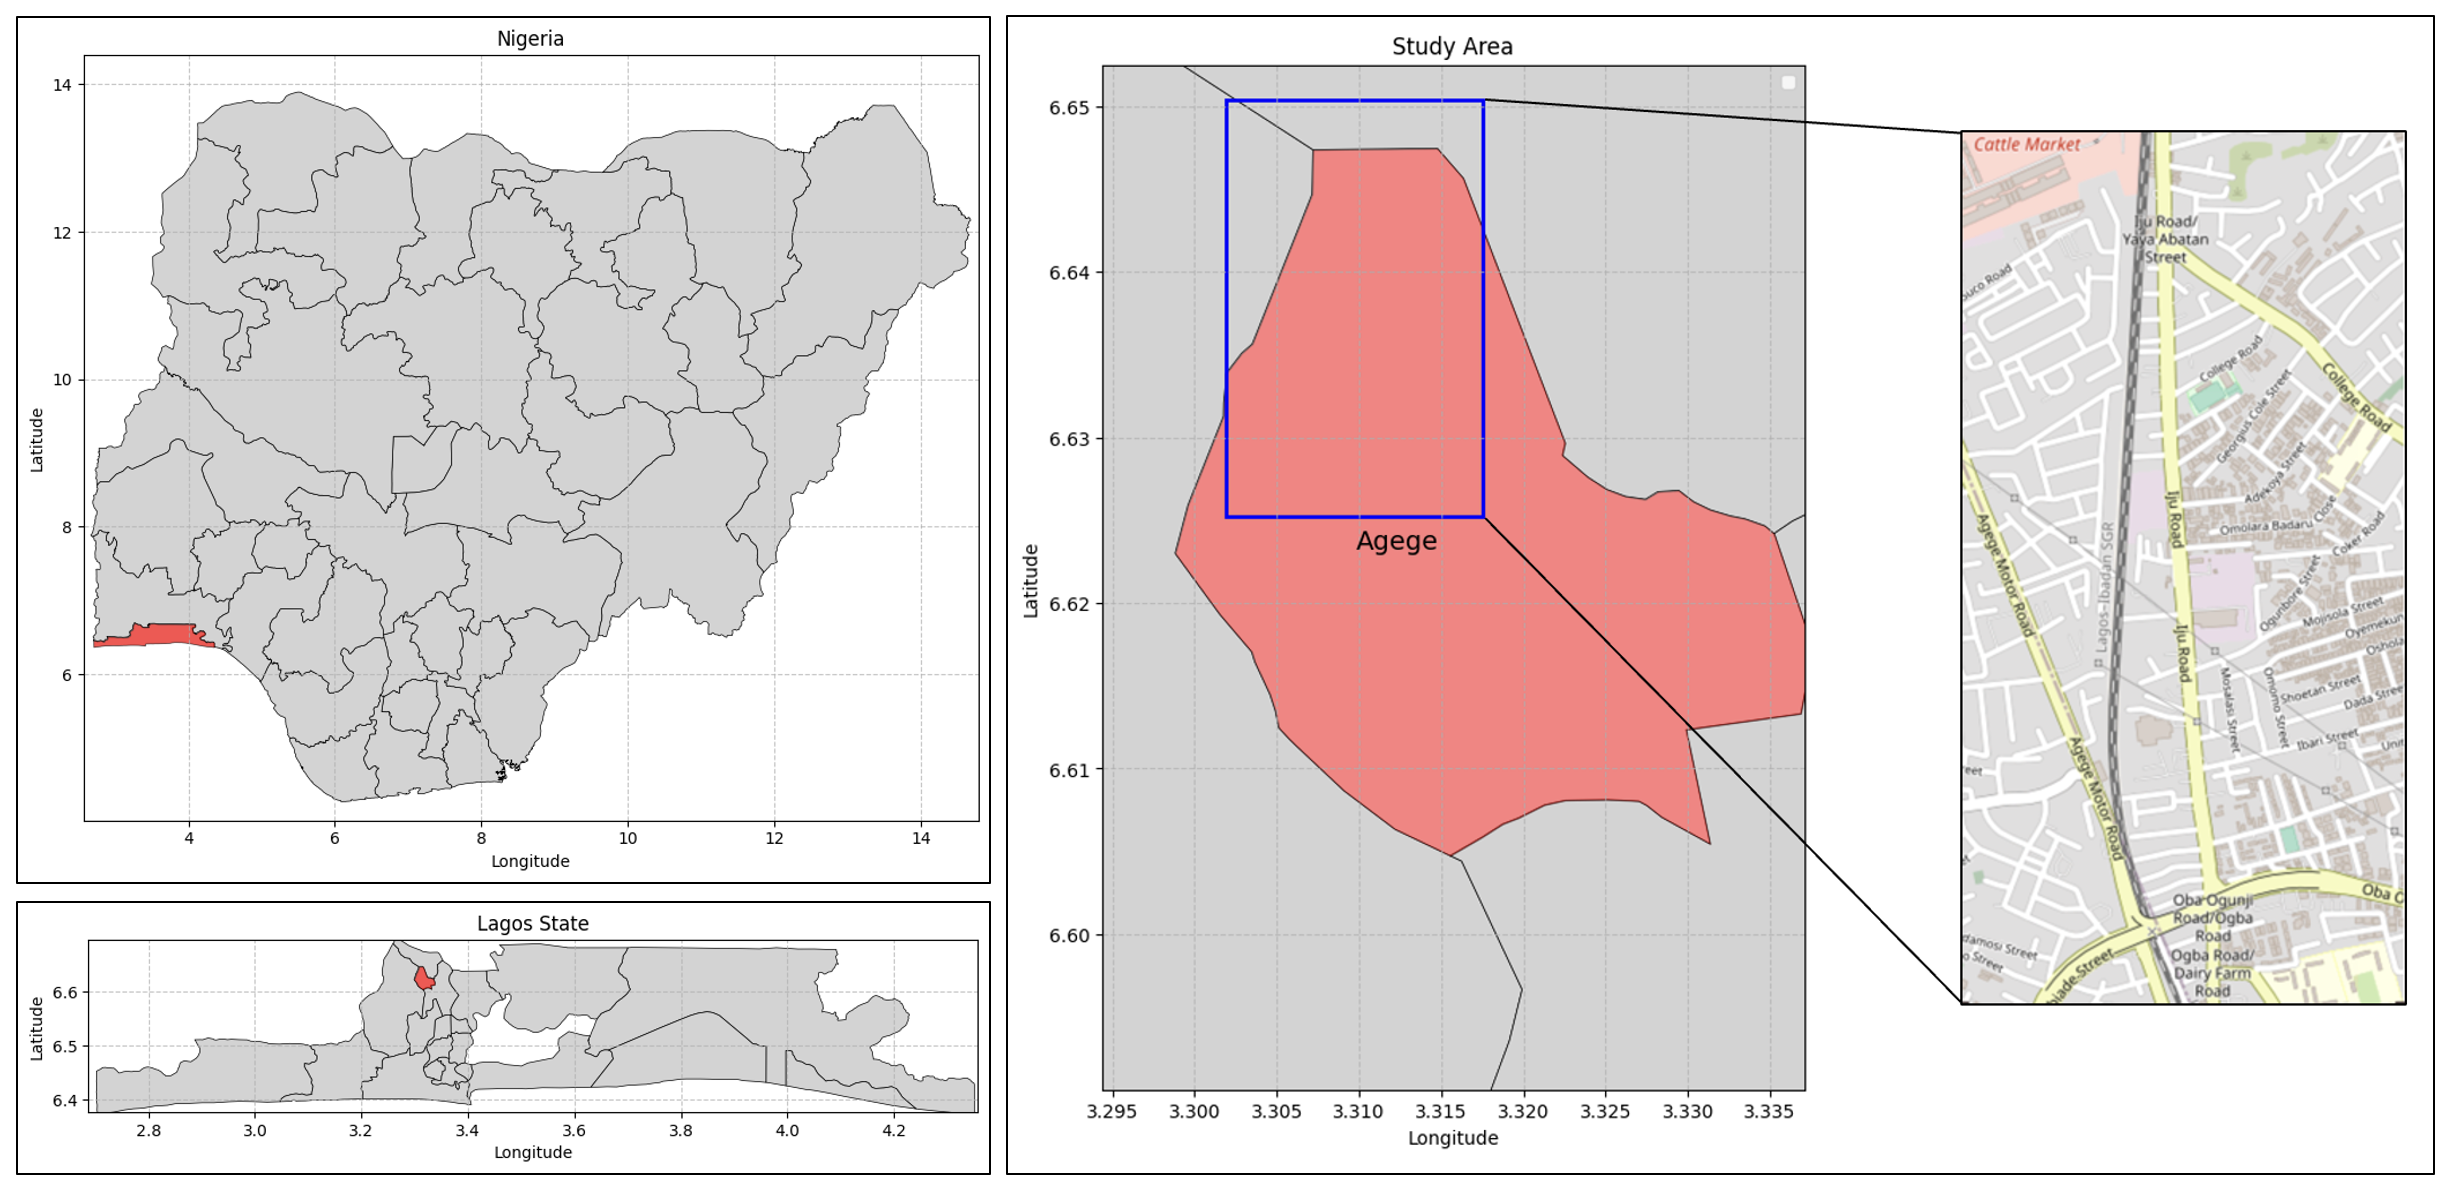 Nigeria
14
12
10
8
6
Latitude
4 6 8 10 12 14
Longitude
Lagos State
6.6
6.5
6.4
Latitude
2.8 3.0 3.2 3.4 3.6 3.8 4.0 4.2
Longitude
Study Area
6.65
6.64
6.63
6.62
6.61
6.60
Latitude
Agege
3.295 3.300 3.305 3.310 3.315 3.320 3.325 3.330 3.335
Longitude
Cattle Market
Iju Road/
Yaya Abatan
Street
uco Road
College Road
College Road
Georgius Cole Street
Adekoya Street
Iju Road
Omolara Badaru Close
Coker Road
Agege Motor Road
Lagos-Ibadan SGR
Ogunbore Street
Mojisola Street
Oyemekun
Iju Road
Oshola
Mosalasi Street
Omomo Street
Shoetan Street
Dada Stree
Ibari Street
Agege Motor Road
eet
et
Oba O
Oba Ogunji
Road/Ogba
Road
damosi Street
o Street
Ogba Road/
Dairy Farm
Road
blade Street